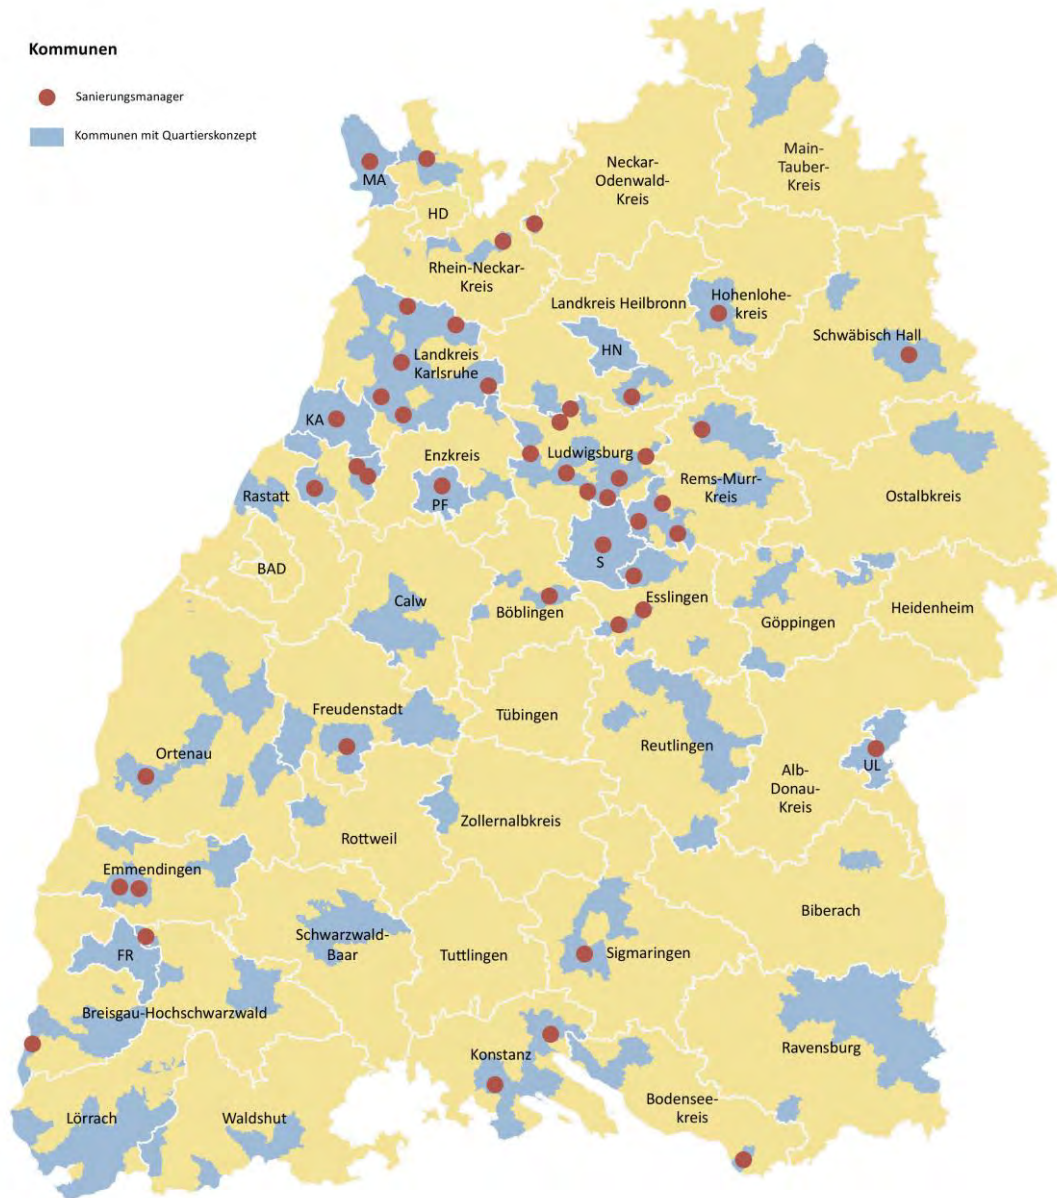 Kommunen
Sanierungsmanager
Kommunen mit Quartierskonzept
Main-
Tauber-
Kreis
Neckar-
Odenwald-
Kreis
MA
HD
Rhein-Neckar-
Kreis
Landkreis Heilbronn
Hohenlohe-
kreis
Schwäbisch Hall
HN
Landkreis
Karlsruhe
KA
Enzkreis
Ludwigsburg
Rems-Murr-
Kreis
Ostalbkreis
Rastatt
PF
BAD
S
Calw
Böblingen
Esslingen
Göppingen
Heidenheim
Freudenstadt
Tübingen
Reutlingen
Ortenau
UL
Alb-
Donau-
Kreis
Rottweil
Zollernalbkreis
Emmendingen
Biberach
Schwarzwald-
Baar
Tuttlingen
Sigmaringen
FR
Breisgau-Hochschwarzwald
Konstanz
Ravensburg
Bodensee-
kreis
Lörrach
Waldshut